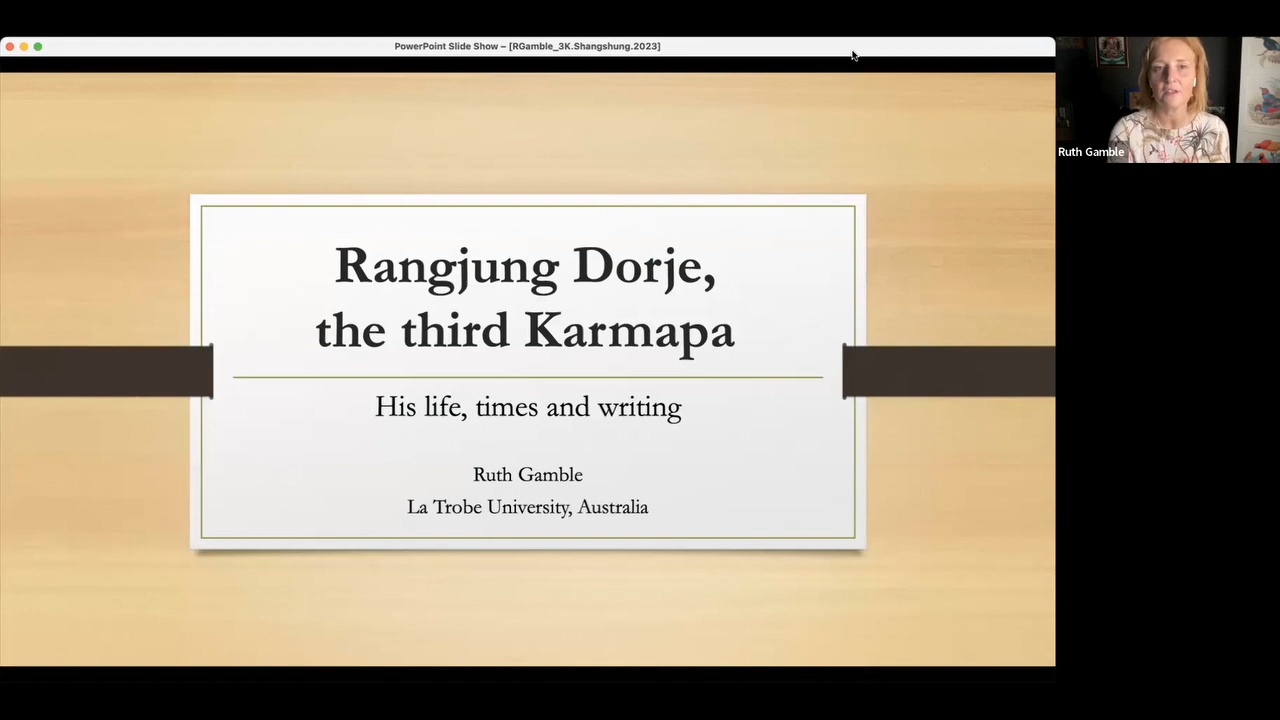 PowerPoint Slide Show – [RGamble_3K.Shangshung.2023]
Rangjung Dorje,
the third Karmapa
His life, times and writing
Ruth Gamble
La Trobe University, Australia
Ruth Gamble